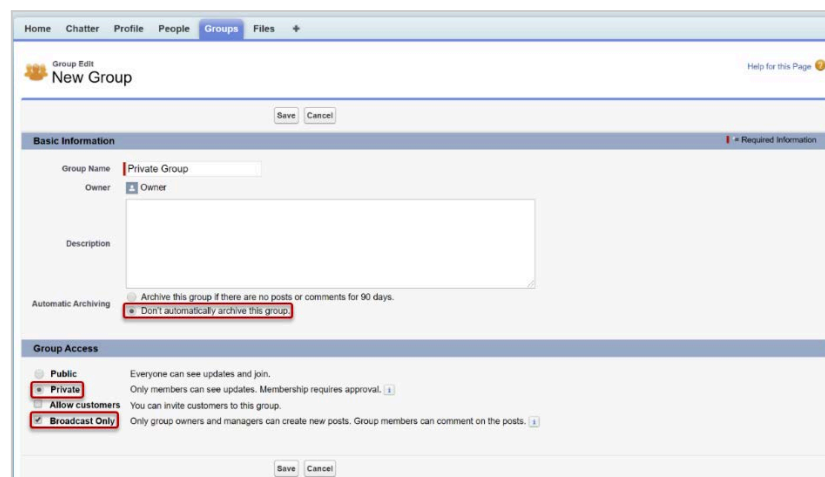 Home Chatter Profile People Groups Files +
Group Edit
New Group
Help for this Page ?
Save Cancel
Basic Information
= Required Information
Group Name Private Group
Owner Owner
Description
Automatic Archiving
Archive this group if there are no posts or comments for 90 days.
Don't automatically archive this group.
Group Access
Public Everyone can see updates and join.
Private Only members can see updates. Membership requires approval. i
Allow customers You can invite customers to this group.
Broadcast Only Only group owners and managers can create new posts. Group members can comment on the posts. i
Save Cancel